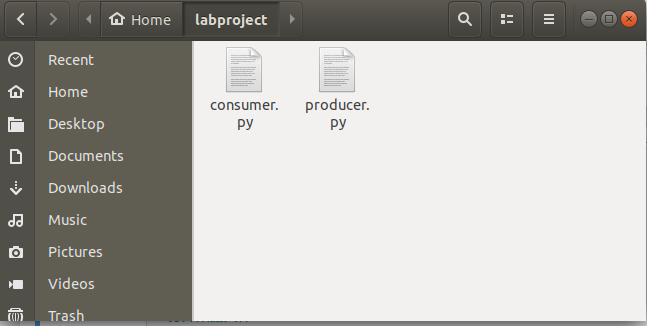 Home
labproject
Recent
Home
Desktop
Documents
Downloads
Music
Pictures
Videos
Trash
consumer.
py
producer.
py